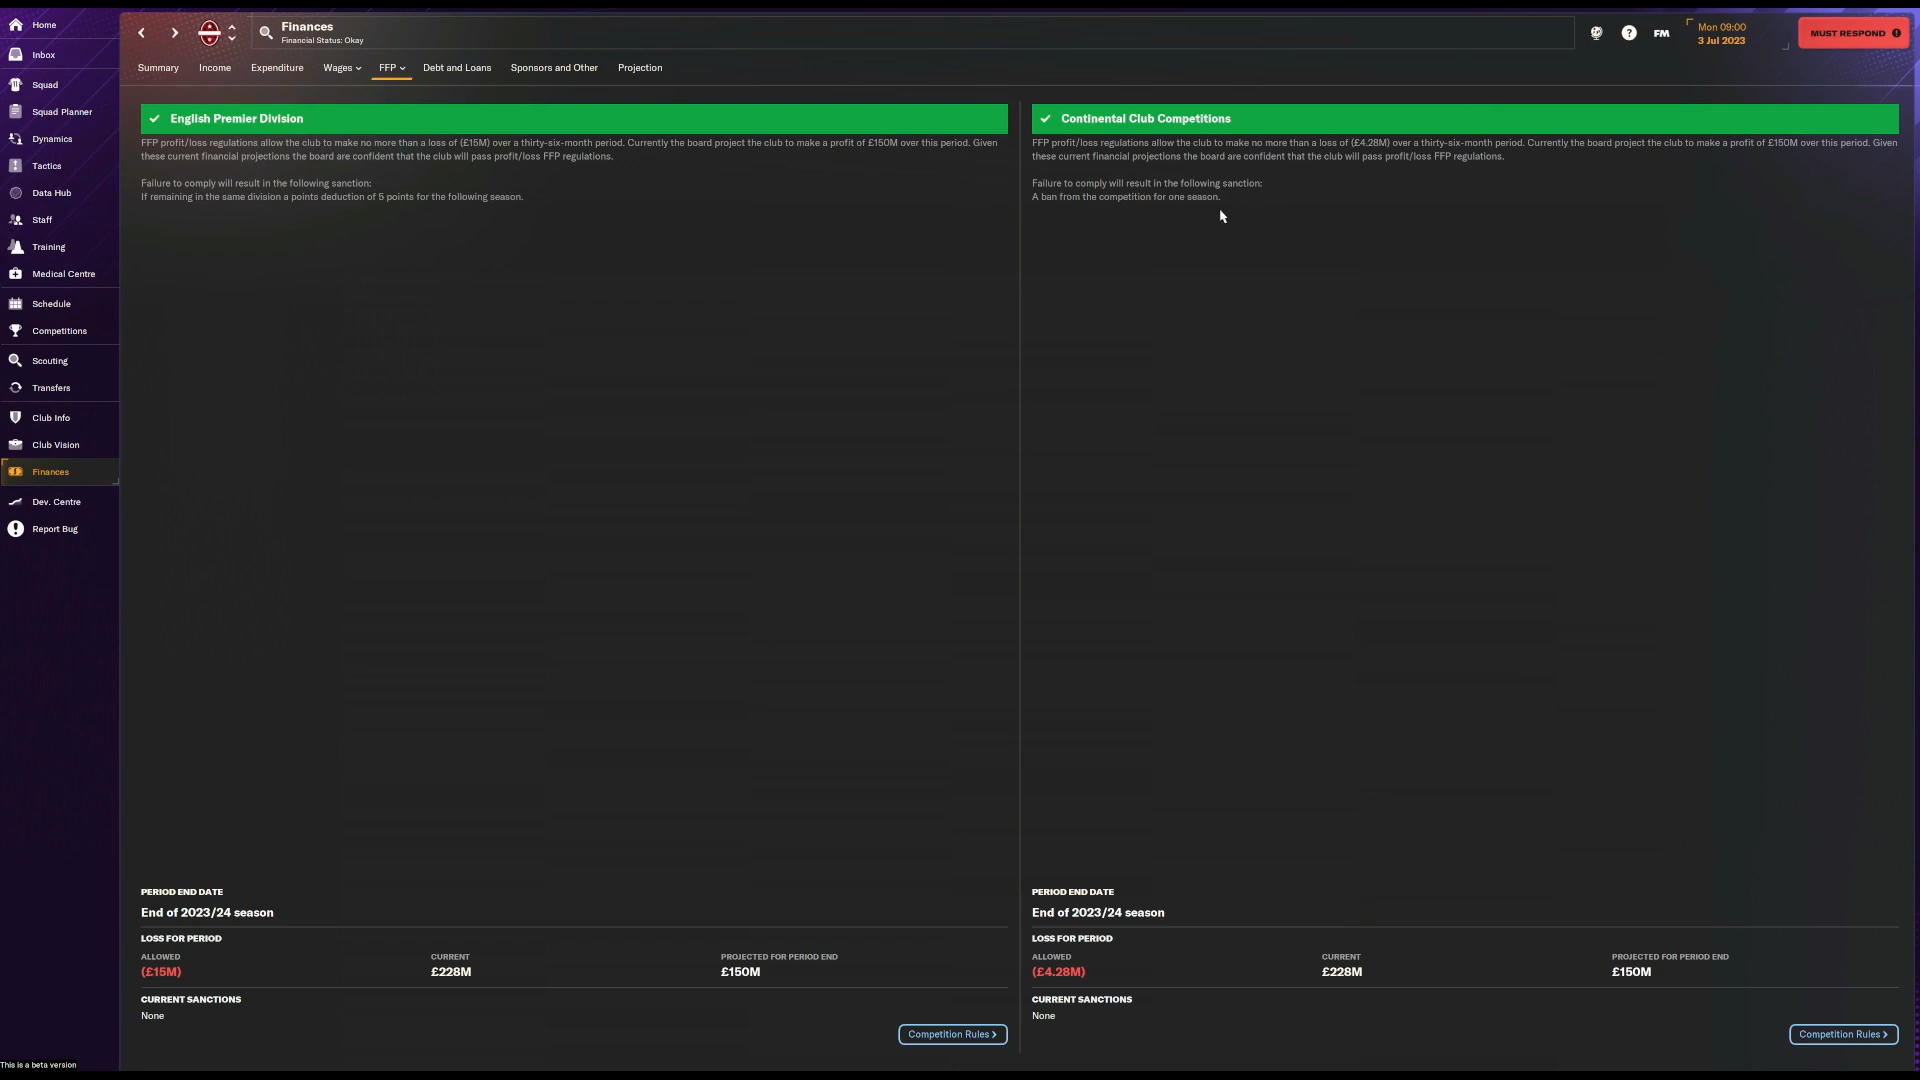 Home
Inbox
Squad
Squad Planner
Dynamics
Tactics
Data Hub
Staff
Training
Medical Centre
Schedule
Competitions
Scouting
Transfers
Club Info
Club Vision
Finances
Dev. Centre
Report Bug
This is a beta version
Finances
Financial Status: Okay
FM
Mon 09:00
3 Jul 2023
MUST RESPOND
Summary
Income
Expenditure
Wages
FFP
Debt and Loans
Sponsors and Other
Projection
English Premier Division
FFP profit/loss regulations allow the club to make no more than a loss of (£15M) over a thirty-six-month period. Currently the board project the club to make a profit of £150M over this period. Given
these current financial projections the board are confident that the club will pass profit/loss FFP regulations.
Failure to comply will result in the following sanction:
If remaining in the same division a points deduction of 5 points for the following season.
PERIOD END DATE
End of 2023/24 season
LOSS FOR PERIOD
ALLOWED CURRENT PROJECTED FOR PERIOD END
(£15M) £228M £150M
CURRENT SANCTIONS
None
Competition Rules >
Continental Club Competitions
FFP profit/loss regulations allow the club to make no more than a loss of (£4.28M) over a thirty-six-month period. Currently the board project the club to make a profit of £150M over this period. Given
these current financial projections the board are confident that the club will pass profit/loss FFP regulations.
Failure to comply will result in the following sanction:
A ban from the competition for one season.
PERIOD END DATE
End of 2023/24 season
LOSS FOR PERIOD
ALLOWED CURRENT PROJECTED FOR PERIOD END
(£4.28M) £228M £150M
CURRENT SANCTIONS
None
Competition Rules >